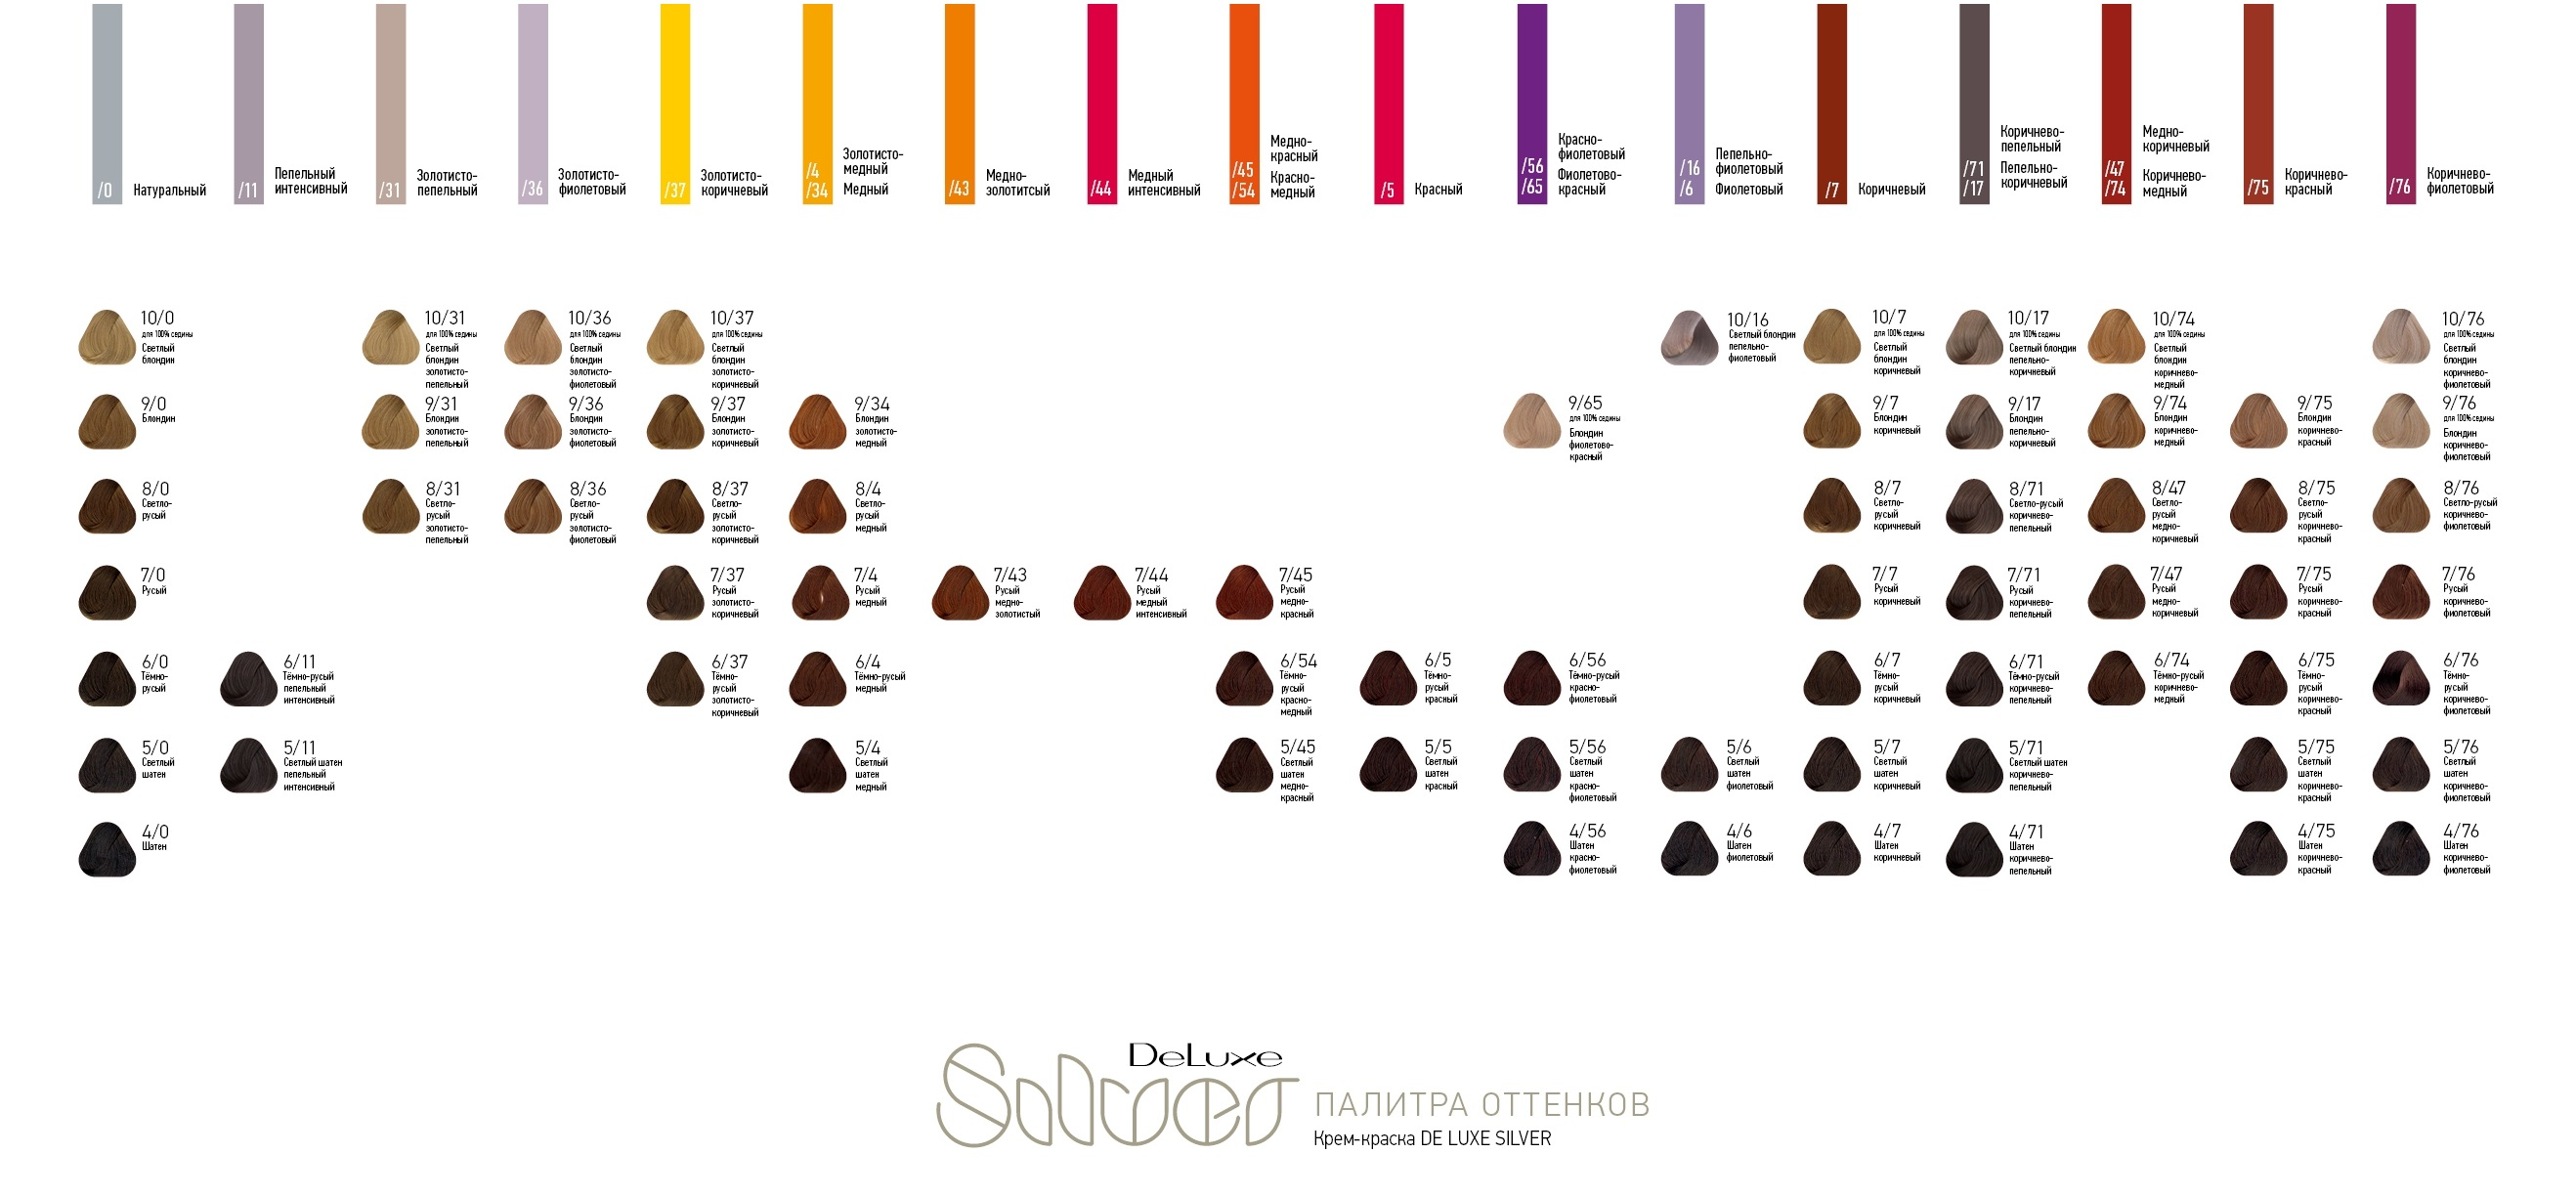 /0
Натуральный
/11
Пепельный
интенсивный
/31
Золотисто-
пепельный
/36
Золотисто-
фиолетовый
/37
Золотисто-
коричневый
/4
/34
Золотисто-
медный
Медный
/43
Медно-
золотитсый
/44
Медный
интенсивный
/45
/54
Медно-
красный
Красно-
медный
/5
Красный
/56
/65
Красно-
фиолетовый
Фиолетово-
красный
/16
/6
Пепельно-
фиолетовый
Фиолетовый
/7
Коричневый
/71
/17
Коричнево-
пепельный
Пепельно-
коричневый
/47
/74
Медно-
коричневый
Коричнево-
медный
/75
Коричнево-
красный
/76
Коричнево-
фиолетовый
10/0
для 100% седины
Светлый
блондин
10/31
для 100% седины
Светлый
блондин
золотисто-
пепельный
10/36
для 100% седины
Светлый
блондин
золотисто-
фиолетовый
10/37
для 100% седины
Светлый
блондин
золотисто-
коричневый
10/16
Светлый блондин
пепельно-
фиолетовый
10/7
для 100% седины
Светлый
блондин
коричневый
10/17
для 100% седины
Светлый блондин
пепельно-
коричневый
10/74
для 100% седины
Светлый
блондин
коричнево-
медный
10/76
для 100% седины
Светлый
блондин
коричнево-
фиолетовый
9/0
Блондин
9/31
Блондин
золотисто-
пепельный
9/36
Блондин
золотисто-
фиолетовый
9/37
Блондин
золотисто-
коричневый
9/34
Блондин
золотисто-
медный
9/65
для 100% седины
Блондин
фиолетово-
красный
9/7
Блондин
коричневый
9/17
Блондин
пепельно-
коричневый
9/74
Блондин
коричнево-
медный
9/75
Блондин
коричнево-
красный
9/76
для 100% седины
Блондин
коричнево-
фиолетовый
8/0
Светло-
русый
8/31
Светло-
русый
золотисто-
пепельный
8/36
Светло-
русый
золотисто-
фиолетовый
8/37
Светло-
русый
золотисто-
коричневый
8/4
Светло-
русый
медный
8/7
Светло-
русый
коричневый
8/71
Светло-русый
коричнево-
пепельный
8/47
Светло-
русый
медно-
коричневый
8/75
Светло-
русый
коричнево-
красный
8/76
Светло-русый
коричнево-
фиолетовый
7/0
Русый
7/37
Русый
золотисто-
коричневый
7/4
Русый
медный
7/43
Русый
медно-
золотистый
7/44
Русый
медный
интенсивный
7/45
Русый
медно-
красный
7/7
Русый
коричневый
7/71
Русый
коричнево-
пепельный
7/47
Русый
медно-
коричневый
7/75
Русый
коричнево-
красный
7/76
Русый
коричнево-
фиолетовый
6/0
Тёмно-
русый
6/11
Тёмно-русый
пепельный
интенсивный
6/37
Тёмно-
русый
золотисто-
коричневый
6/4
Тёмно-русый
медный
6/54
Тёмно-
русый
красно-
медный
6/5
Тёмно-
русый
красный
6/56
Тёмно-русый
красно-
фиолетовый
6/7
Тёмно-
русый
коричневый
6/71
Тёмно-русый
коричнево-
пепельный
6/74
Тёмно-русый
коричнево-
медный
6/75
Тёмно-
русый
коричнево-
красный
6/76
Тёмно-
русый
коричнево-
фиолетовый
5/0
Светлый
шатен
5/11
Светлый шатен
пепельный
интенсивный
5/4
Светлый
шатен
медный
5/45
Светлый
шатен
медно-
красный
5/5
Светлый
шатен
красный
5/56
Светлый
шатен
красно-
фиолетовый
5/6
Светлый
шатен
фиолетовый
5/7
Светлый
шатен
коричневый
5/71
Светлый шатен
коричнево-
пепельный
5/75
Светлый
шатен
коричнево-
красный
5/76
Светлый
шатен
коричнево-
фиолетовый
4/0
Шатен
4/56
Шатен
красно-
фиолетовый
4/6
Шатен
фиолетовый
4/7
Шатен
коричневый
4/71
Шатен
коричнево-
пепельный
4/75
Шатен
коричнево-
красный
4/76
Шатен
коричнево-
фиолетовый
DeLuxe
Silver
ПАЛИТРА ОТТЕНКОВ
Крем-краска DE LUXE SILVER